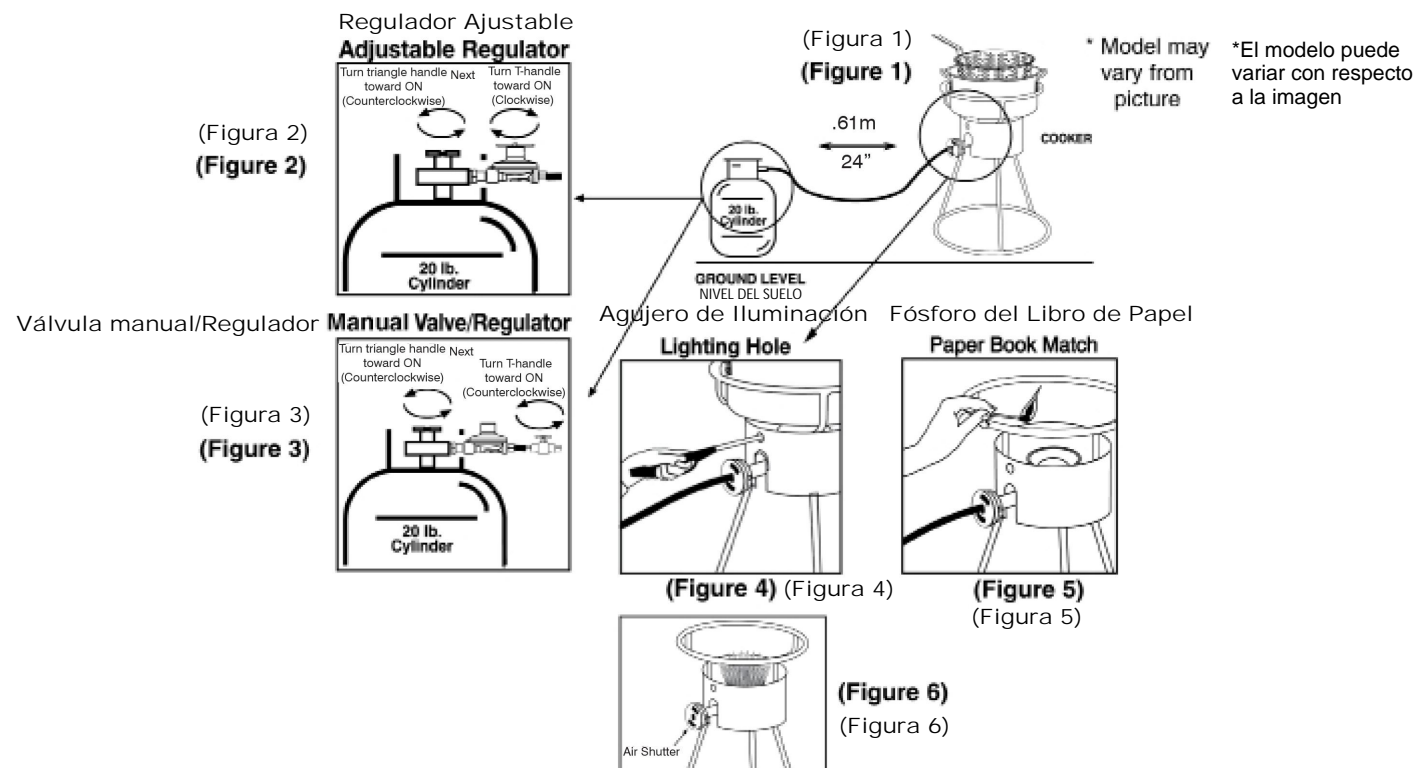 Regulador Ajustable
Adjustable Regulator
Turn triangle handle
toward ON
(Counterclockwise)
Next
Turn T-handle
toward ON
(Clockwise)
(Figura 2)
(Figure 2)
20 lb.
Cylinder
(Figura 1)
(Figure 1)
* Model may
vary from
picture
*El modelo puede
variar con respecto
a la imagen
.61m
24”
COOKER
20 lb.
Cylinder
GROUND LEVEL
NIVEL DEL SUELO
Válvula manual/Regulador
Manual Valve/Regulator
Turn triangle handle
toward ON
(Counterclockwise)
Next
Turn T-handle
toward ON
(Counterclockwise)
(Figura 3)
(Figure 3)
20 lb.
Cylinder
Agujero de Iluminación
Lighting Hole
(Figure 4) (Figura 4)
Fósforo del Libro de Papel
Paper Book Match
(Figure 5)
(Figura 5)
(Figure 6)
(Figura 6)
Air Shutter